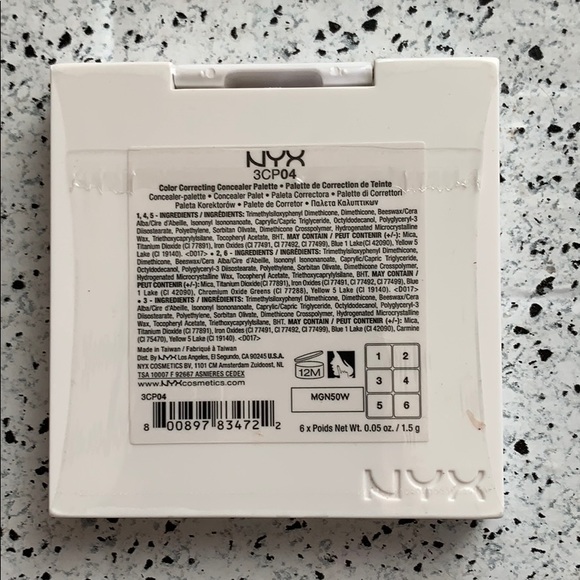 NYX
3CP04
Color Correcting Concealer Palette • Palette de Correction de Teinte
Concealer-palette • Concealer Palet • Paleta Correctora • Palette di Correttori
Paleta Korektorów • Palete de Corretor • Παλετα Καλυπτικων
1, 4, 5 - INGREDIENTS / INGRÉDIENTS: Trimethylsiloxyphenyl Dimethicone, Dimethicone, Beeswax/Cera
Alba/Cire d'Abeille, Isononyl Isononanoate, Caprylic/Capric Triglyceride, Octyldodecanol, Polyglyceryl-3
Diisostearate, Polyethylene, Sorbitan Olivate, Dimethicone Crosspolymer, Hydrogenated Microcrystalline
Wax, Triethoxycaprylylsilane, Tocopheryl Acetate, BHT. MAY CONTAIN / PEUT CONTENIR (+/-): Mica,
Titanium Dioxide (CI 77891), Iron Oxides (CI 77491, CI 77492, CI 77499), Blue 1 Lake (CI 42090), Yellow 5
Lake (CI 19140). <D017> • 2, 6 - INGREDIENTS / INGRÉDIENTS: Trimethylsiloxyphenyl Dimethicone,
Dimethicone, Beeswax/Cera Alba/Cire d'Abeille, Isononyl Isononanoate, Caprylic/Capric Triglyceride,
Octyldodecanol, Polyglyceryl-3 Diisostearate, Polyethylene, Sorbitan Olivate, Dimethicone Crosspolymer,
Hydrogenated Microcrystalline Wax, Tocopheryl Acetate, Triethoxycaprylylsilane, BHT. MAY CONTAIN / PEUT
CONTENIR (+/-): Mica, Titanium Dioxide(CI 77891), Iron Oxides (CI 77491, CI 77492, CI 77499), Blue
1 Lake (CI 42090), Chromium Oxide Greens (CI 77288), Yellow 5 Lake (CI 19140). <D017>
• 3 - INGREDIENTS / INGRÉDIENTS: Trimethylsiloxyphenyl Dimethicone, Dimethicone, Beeswax/Cera
Alba/Cire d'Abeille, Isononyl Isononanoate, Caprylic/Capric Triglyceride, Octyldodecanol, Polyglyceryl-3
Diisostearate, Polyethylene, Sorbitan Olivate, Dimethicone Crosspolymer, Hydrogenated Microcrystalline
Wax, Tocopheryl Acetate, Triethoxycaprylylsilane, BHT. MAY CONTAIN / PEUT CONTENIR (+/-): Mica,
Titanium Dioxide (CI 77891), Iron Oxides (CI 77491, CI 77492, CI 77499), Blue 1 Lake (CI 42090), Carmine
(CI 75470), Yellow 5 Lake (CI 19140). <D017>
Made in Taiwan / Fabriqué à Taiwan
Dist. By NYX Los Angeles, El Segundo, CA 90245 U.S.A.
NYX COSMETICS BV, 1101 CM Amsterdam Zuidoost, NL
TSA 10007 F 92667 ASNIERES CEDEX
www.NYXcosmetics.com
12M
1 2
3 4
5 6
3CP04
MGN50W
8 00897 83472 2
6 x Poids Net Wt. 0.05 oz. / 1.5 g
NYX